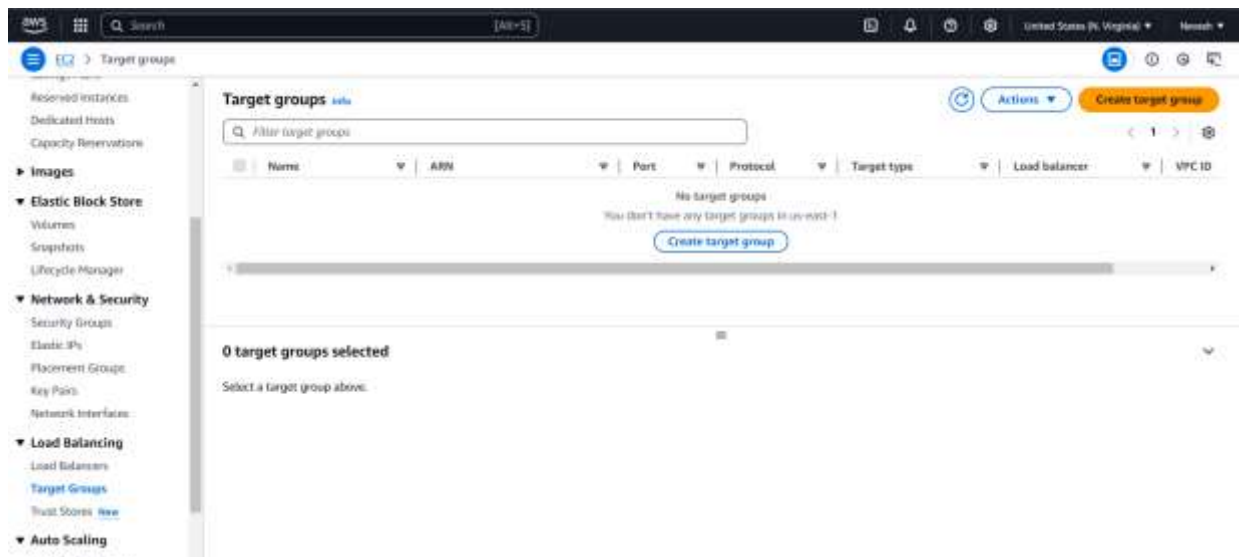 aws
Search
[Alt+S]
United States (N. Virginia)
EC2 > Target groups
Reserved Instances
Dedicated Hosts
Capacity Reservations
Images
Elastic Block Store
Volumes
Snapshots
Lifecycle Manager
Network & Security
Security Groups
Elastic IPs
Placement Groups
Key Pairs
Network Interfaces
Load Balancing
Load Balancers
Target Groups
Trust Stores New
Auto Scaling
Target groups Info
Actions
Create target group
Filter target groups
1
Name ARN Port Protocol Target type Load balancer VPC ID
No target groups
You don't have any target groups in us-east-1
Create target group
0 target groups selected
Select a target group above.